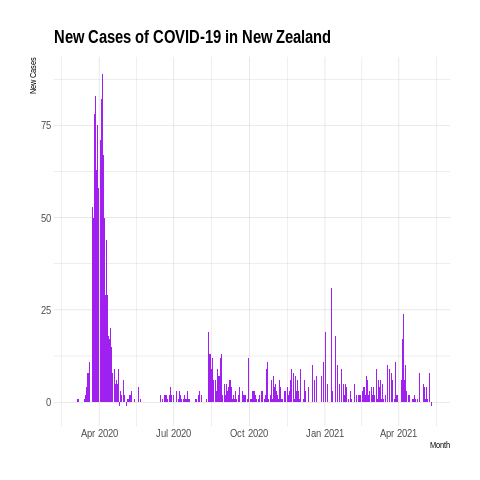 New Cases of COVID-19 in New Zealand
New Cases
75
50
25
0
Apr 2020 Jul 2020 Oct 2020 Jan 2021 Apr 2021
Month